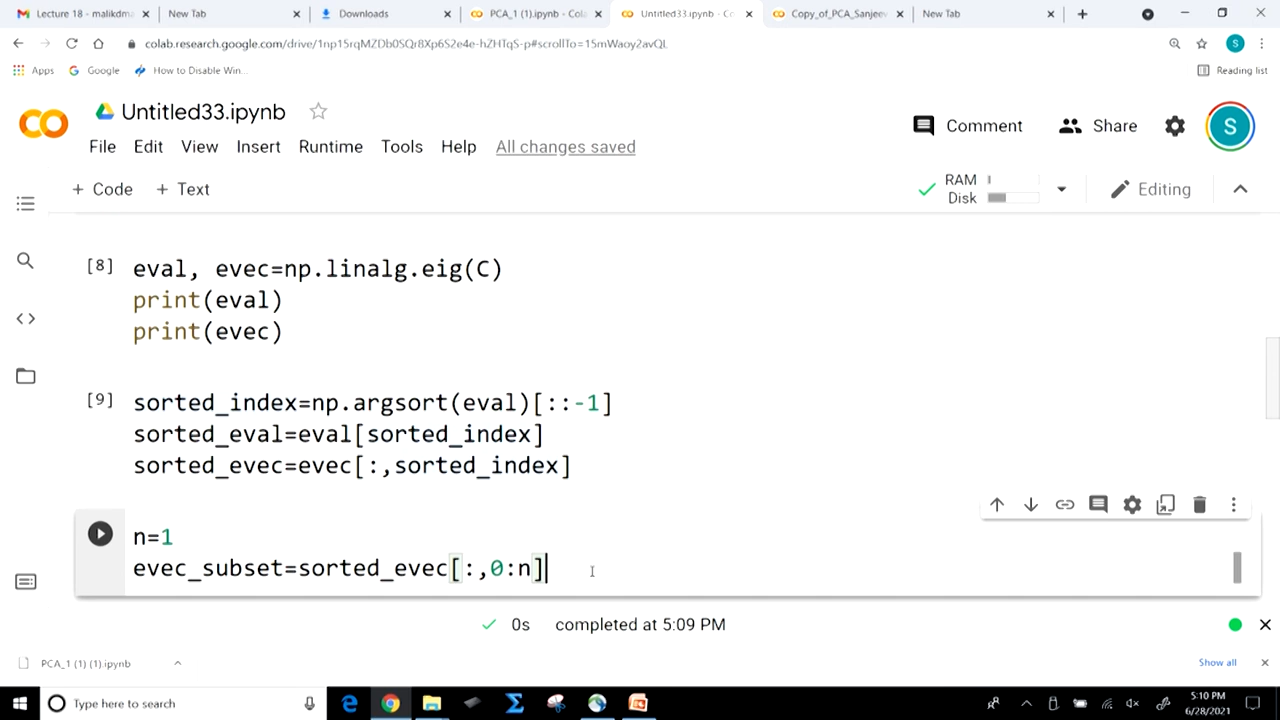 Lecture 18 - malikdma
New Tab
Downloads
PCA_1 (1).ipynb - Cola
Untitled33.ipynb - Co
Copy_of_PCA_Sanjeev
New Tab
colab.research.google.com/drive/1np15rqMZDb0SQr8Xp6S2e4e-hZHTqS-p#scrollTo=15mWaoy2avQL
S
Apps
Google
How to Disable Win...
Reading list
CO
Untitled33.ipynb
Comment
Share
S
File Edit View Insert Runtime Tools Help All changes saved
+ Code + Text
RAM
Disk
Editing
[8] eval, evec=np.linalg.eig(C)
print(eval)
print(evec)
[9] sorted_index=np.argsort(eval)[::-1]
sorted_eval=eval[sorted_index]
sorted_evec=evec[:,sorted_index]
n=1
evec_subset=sorted_evec[:,0:n]
0s completed at 5:09 PM
PCA_1 (1) (1).ipynb
Show all
Type here to search
5:10 PM
6/28/2021